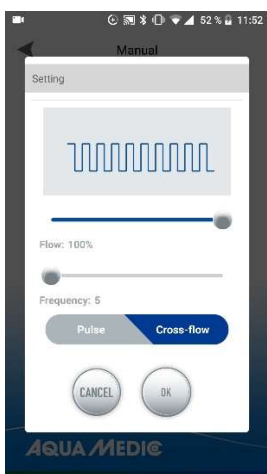 52 % 11:52
Manual
Setting
Flow: 100%
Frequency: 5
Pulse Cross-flow
CANCEL OK
AQUA MEDIC